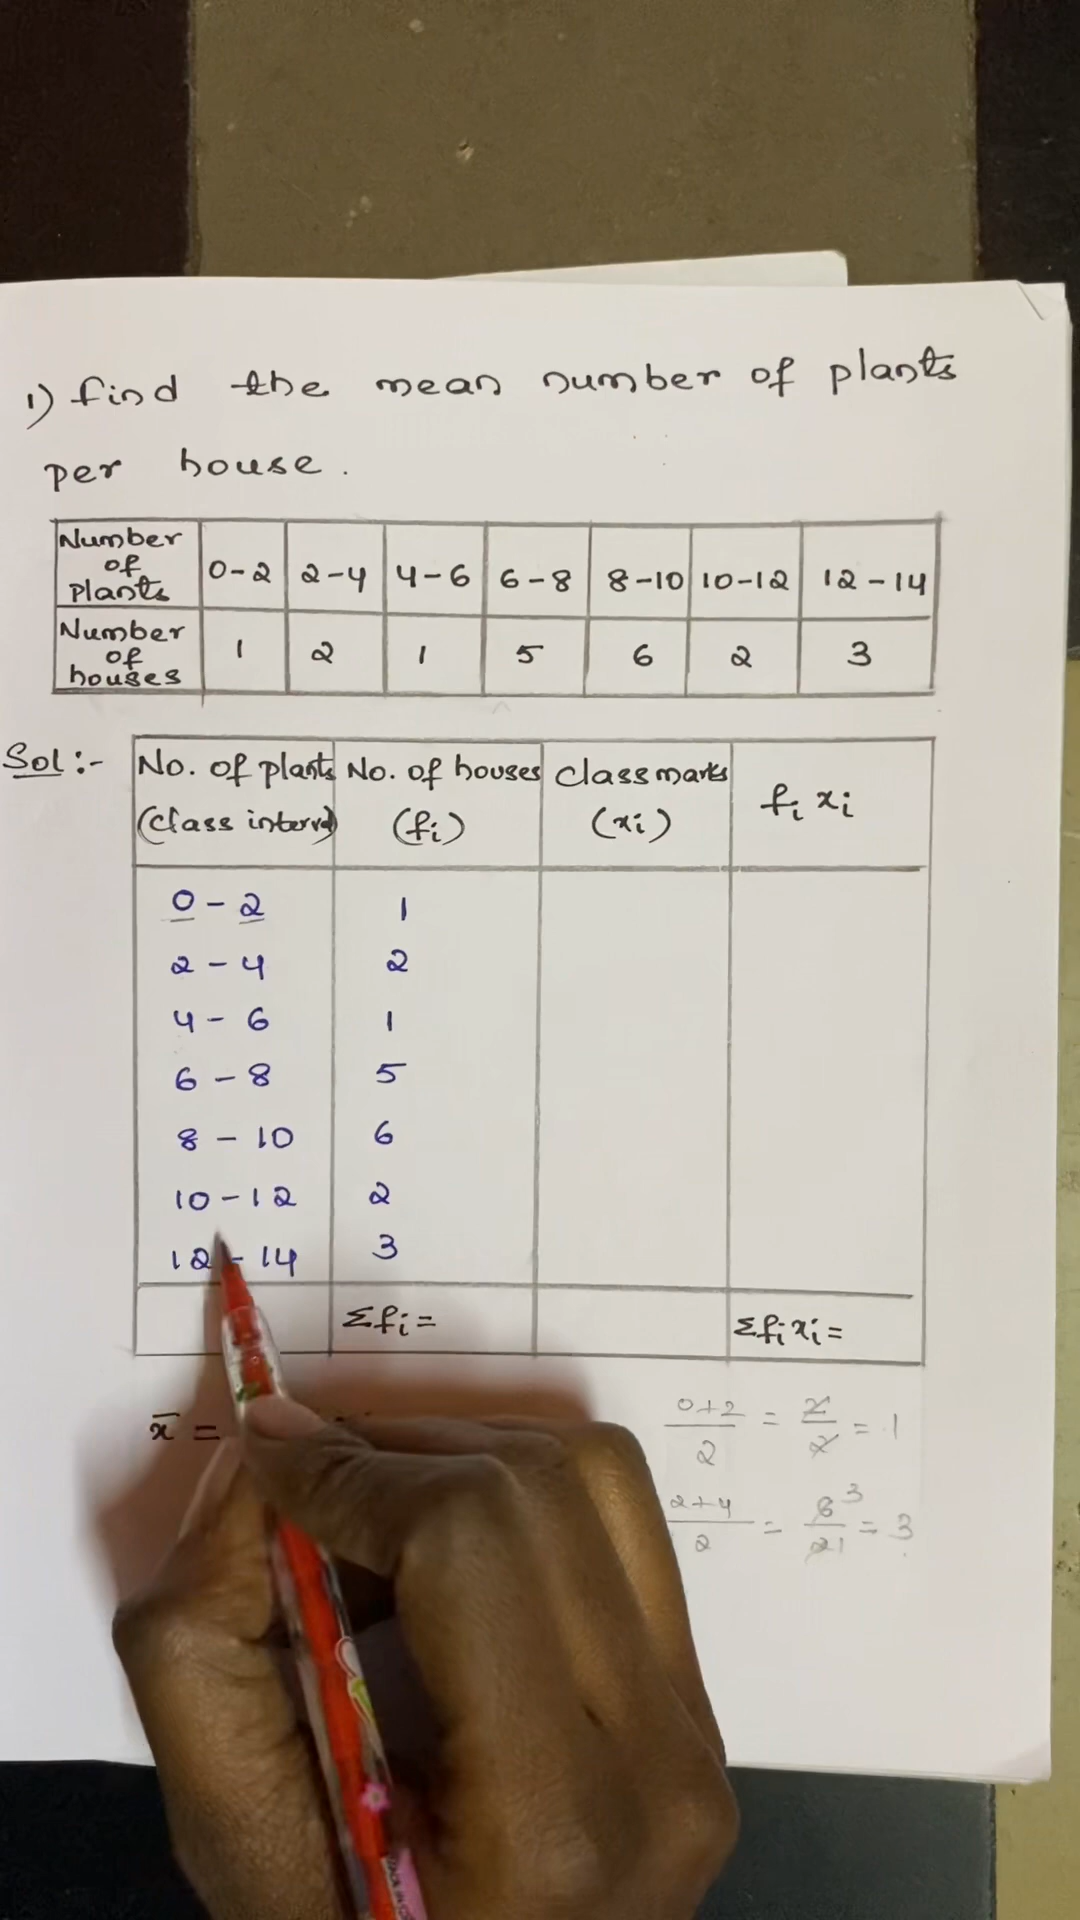 1) find the mean number of plants
per house.
Number of plants 0-2 2-4 4-6 6-8 8-10 10-12 12-14
Number of houses 1 2 1 5 6 2 3
Sol:-
No. of plants (class interval) No. of houses (fi) class marks (xi) fi xi
0-2 1
2-4 2
4-6 1
6-8 5
8-10 6
10-12 2
12-14 3
Σfi= Σfixi=
x̄ =
0+2/2 = 2/2 = 1
2+4/2 = 6 3/2 1 = 3